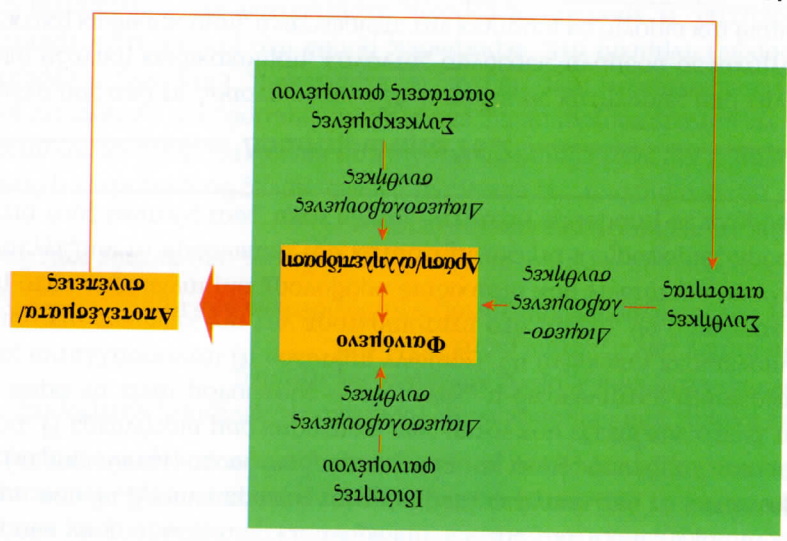 Ιδιότητες
φαινομένου
Διαμεσολαβούμενες
συνθήκες
Συνθήκες
αιτιότητας
Διαμεσο-
λαβούμενες
συνθήκες
Φαινόμενο
Δράση/αλληλεπίδραση
Αποτελέσματα/
συνέπειες
Διαμεσολαβούμενες
συνθήκες
Συγκεκριμένες
διαστάσεις φαινομένου